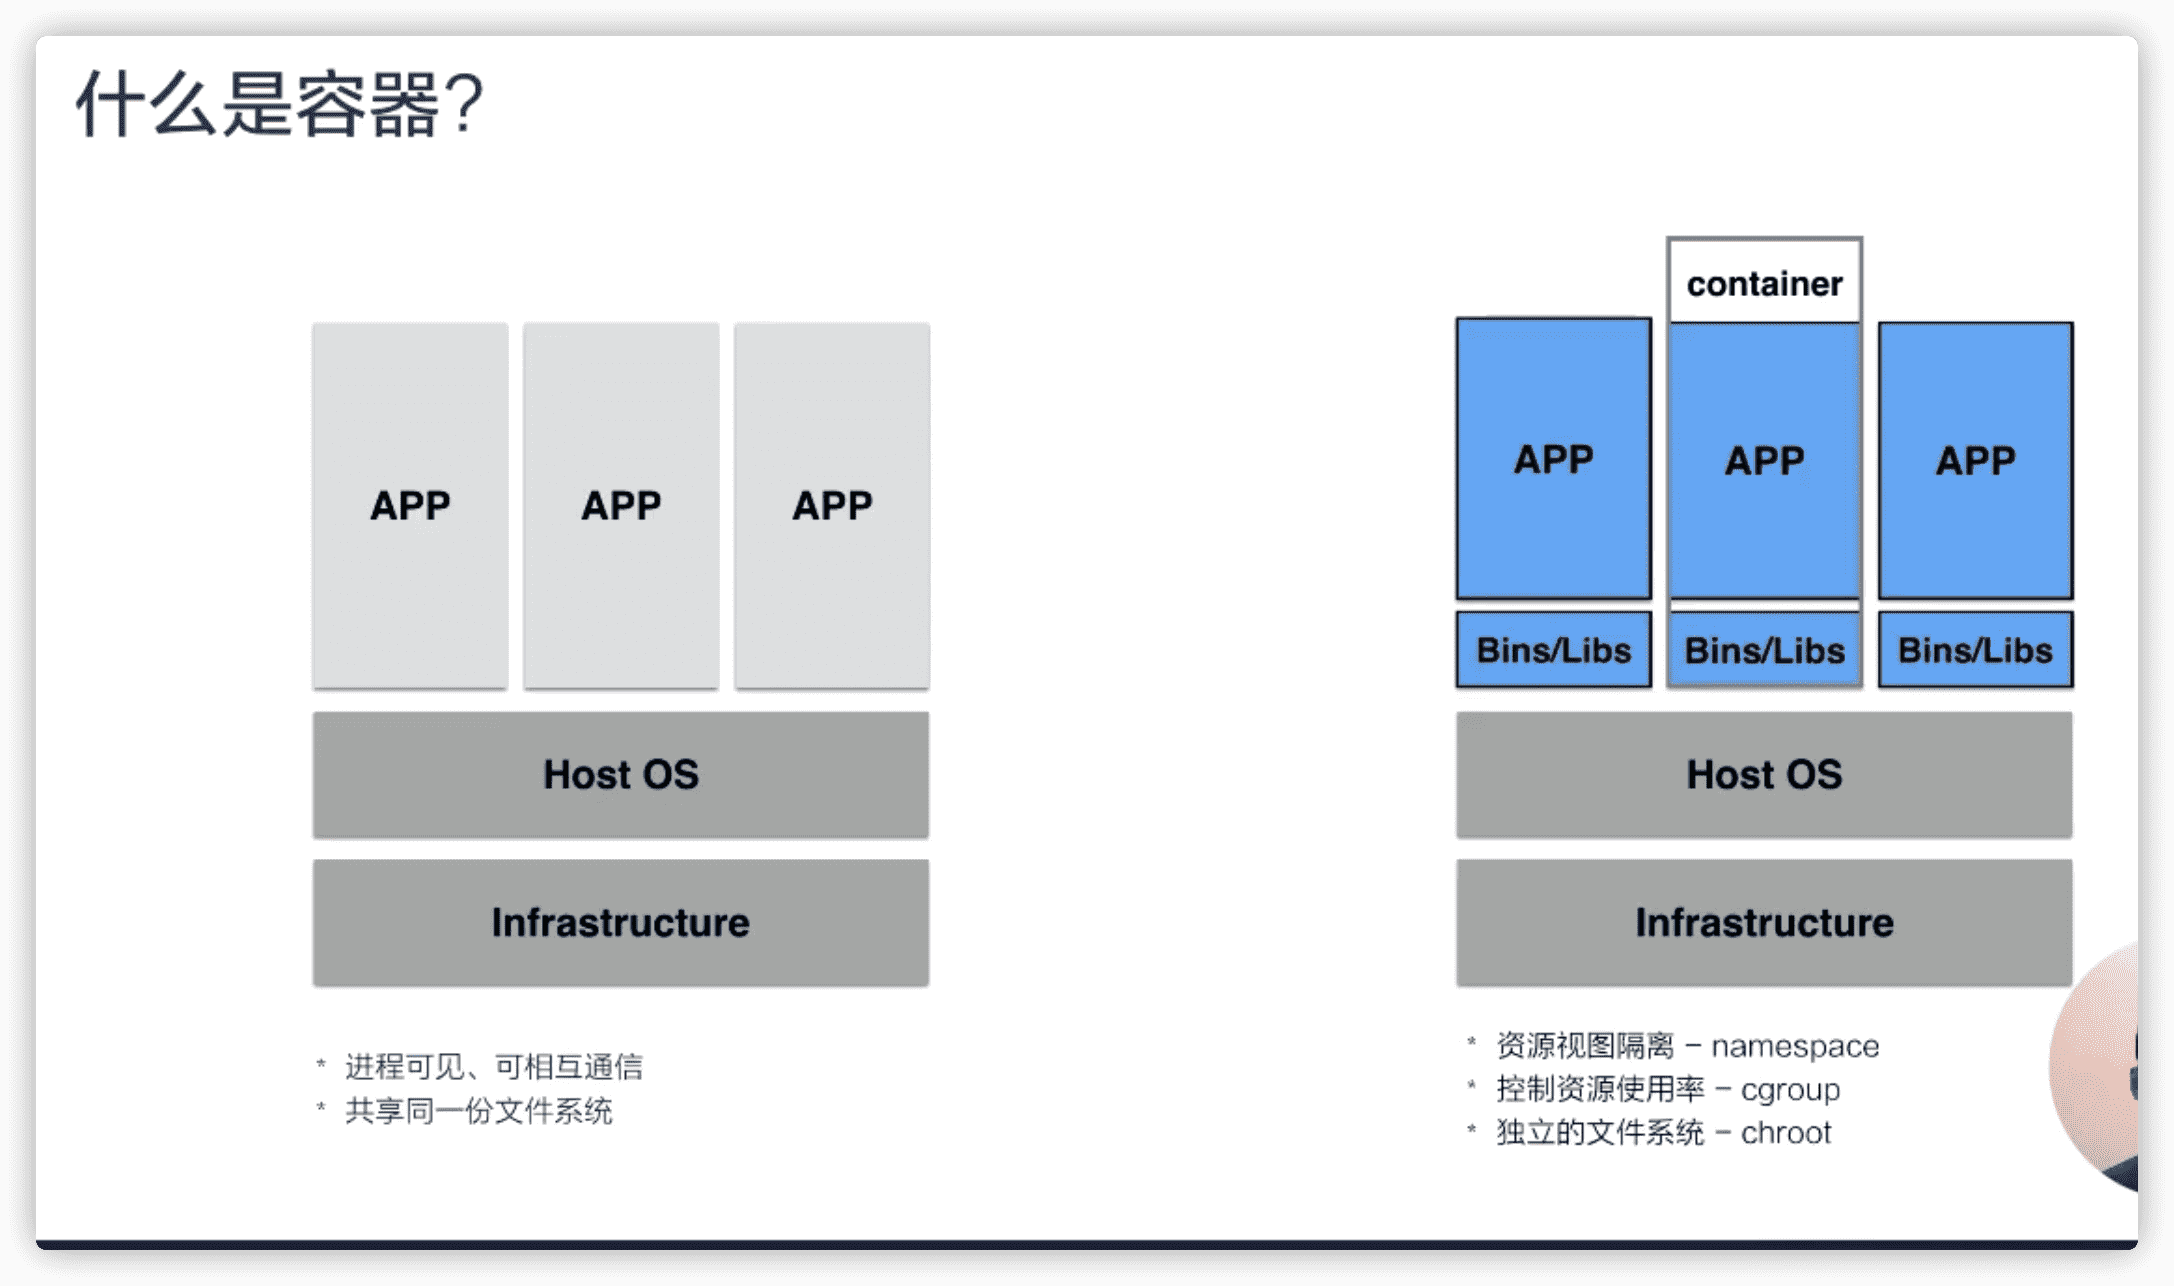 什么是容器?
APP APP APP
Host OS
Infrastructure
* 进程可见、可相互通信
* 共享同一份文件系统
container
APP APP APP
Bins/Libs Bins/Libs Bins/Libs
Host OS
Infrastructure
* 资源视图隔离 – namespace
* 控制资源使用率 – cgroup
* 独立的文件系统 – chroot